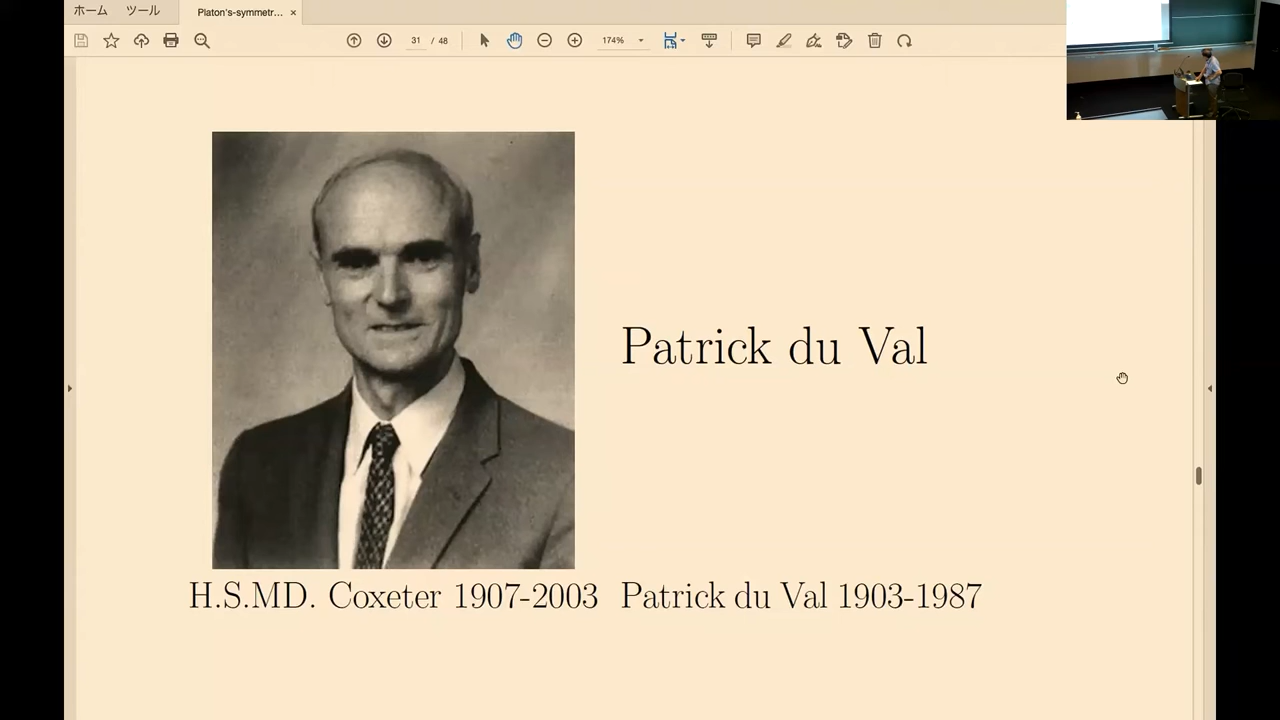 ホーム ツール Platon's-symmetr... ×
31 / 48 174%
Patrick du Val
H.S.MD. Coxeter 1907-2003 Patrick du Val 1903-1987